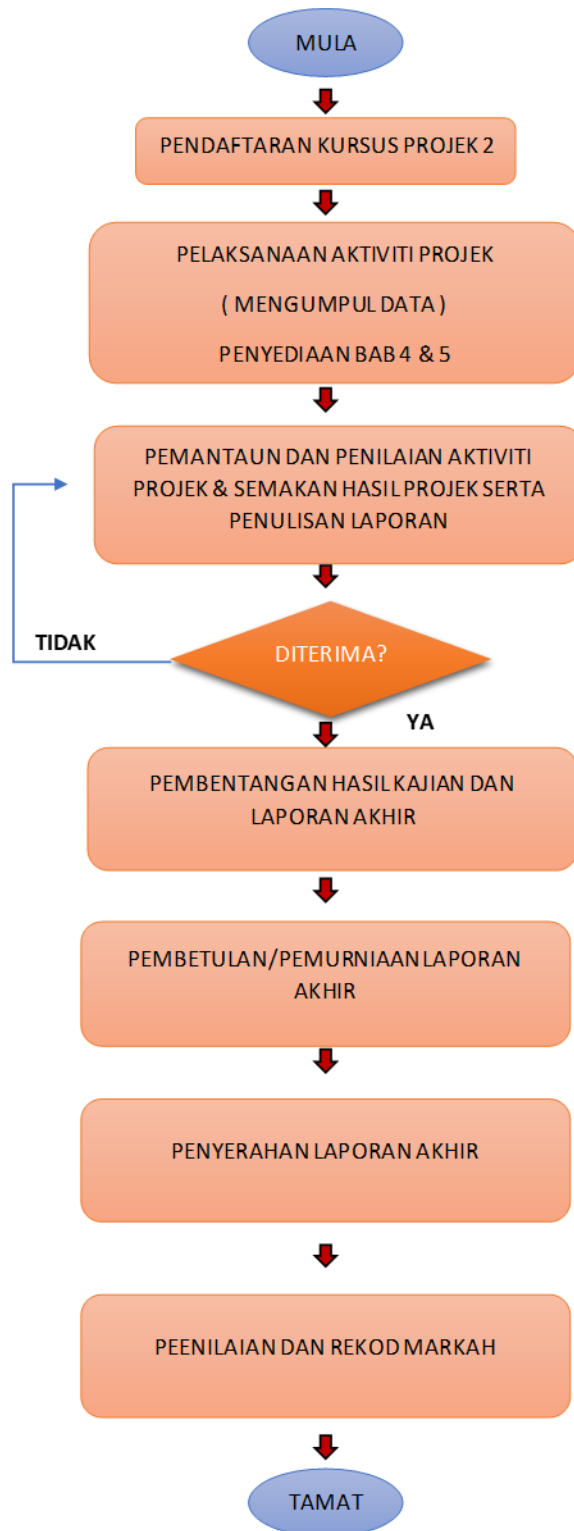 MULA
PENDAFTARAN KURSUS PROJEK 2
PELAKSANAAN AKTIVITI PROJEK
( MENGUMPUL DATA )
PENYEDIAAN BAB 4 & 5
PEMANTAUN DAN PENILAIAN AKTIVITI
PROJEK & SEMAKAN HASIL PROJEK SERTA
PENULISAN LAPORAN
TIDAK
DITERIMA?
YA
PEMBENTANGAN HASIL KAJIAN DAN
LAPORAN AKHIR
PEMBETULAN/PEMURNIAAN LAPORAN
AKHIR
PENYERAHAN LAPORAN AKHIR
PEENILAIAN DAN REKOD MARKAH
TAMAT